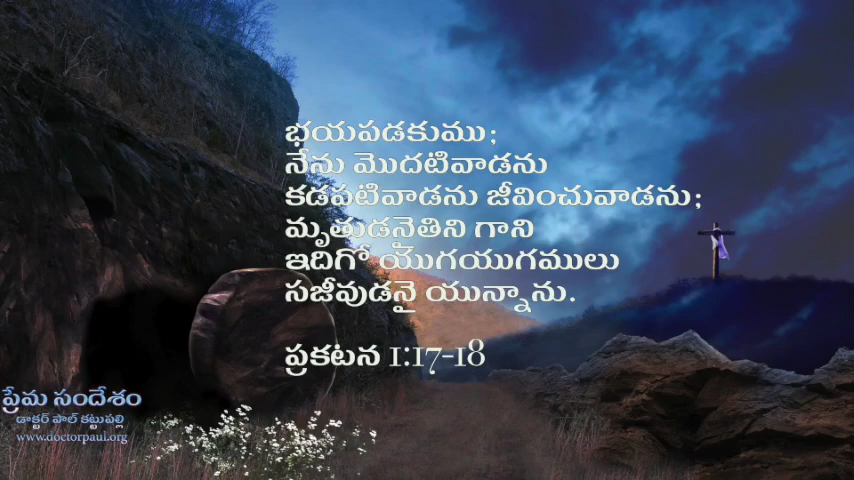 భయపడకుము;
నేను మొదటివాడను
కడపటివాడను జీవించువాడను;
మృతుడనైతిని గాని
ఇదిగో యుగయుగములు
సజీవుడనై యున్నాను.
ప్రకటన 1:17-18
ప్రేమ సందేశం
డాక్టర్ పాల్ కట్టుపల్లి
www.doctorpaul.org